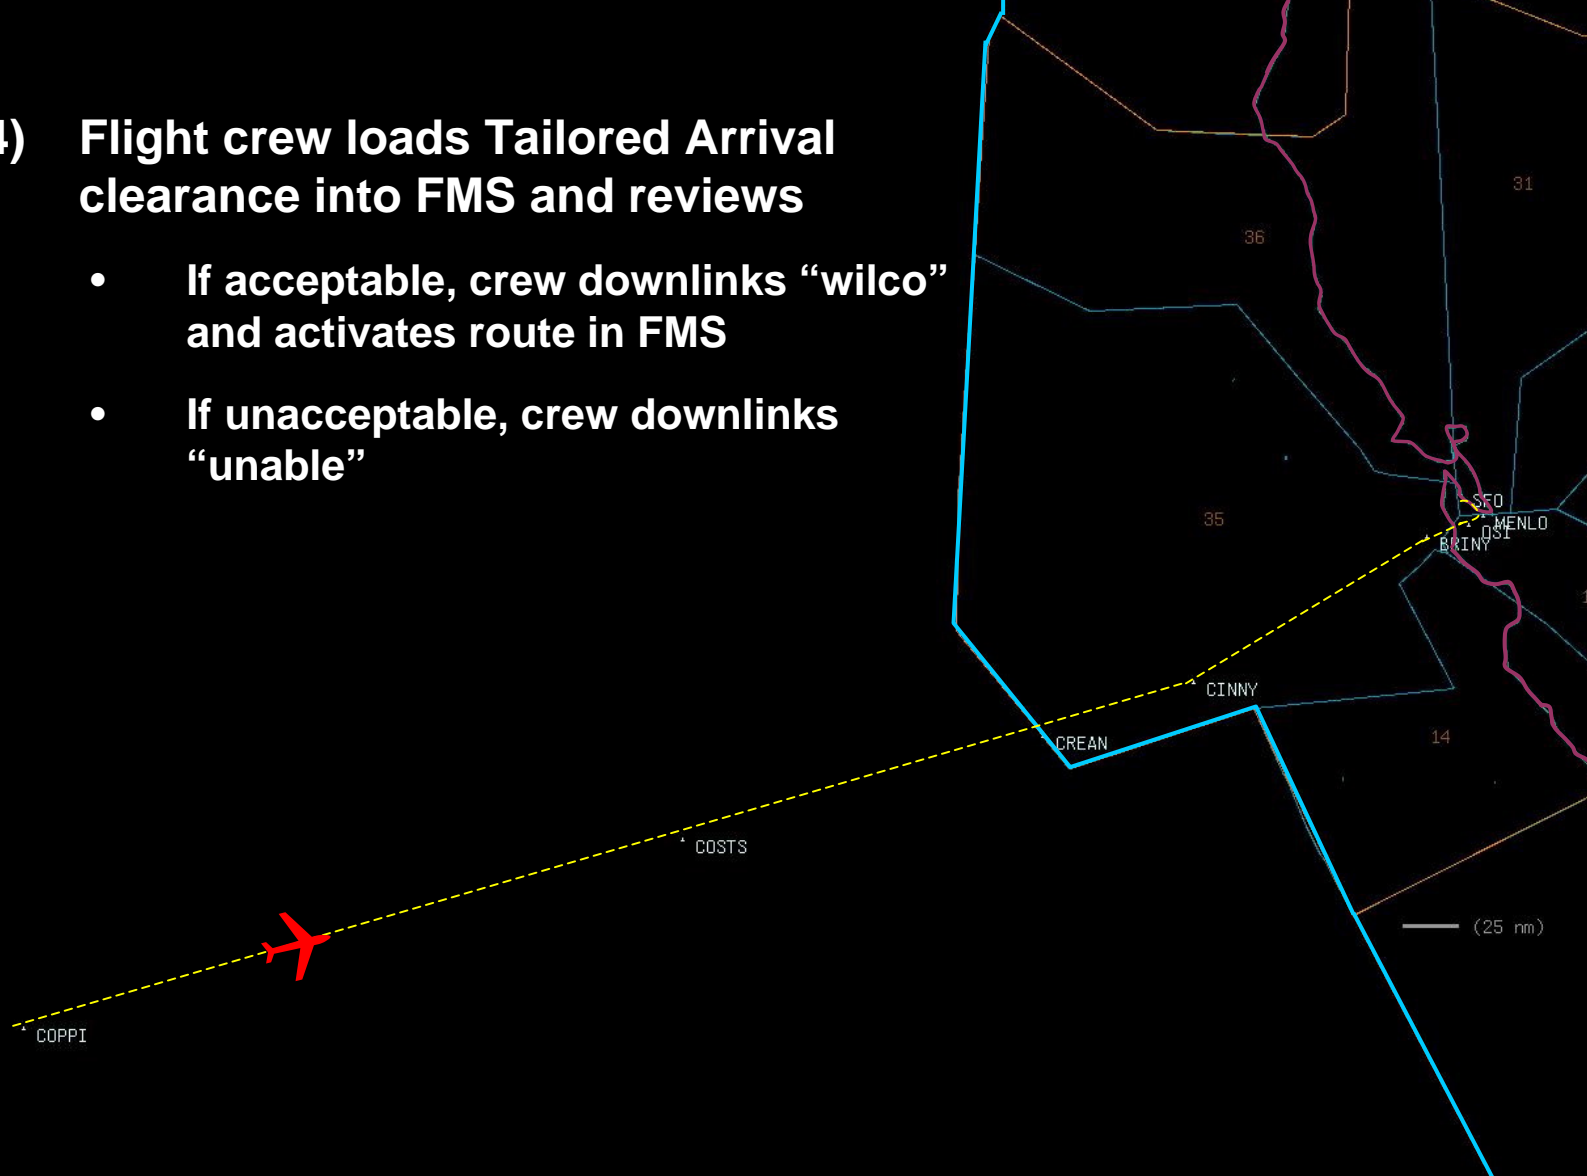 4) Flight crew loads Tailored Arrival
clearance into FMS and reviews
• If acceptable, crew downlinks “wilco”
and activates route in FMS
• If unacceptable, crew downlinks
“unable”
31
36
35
SFO
MENLO
OSI
BRINY
CINNY
CREAN
14
COSTS
(25 nm)
COPPI